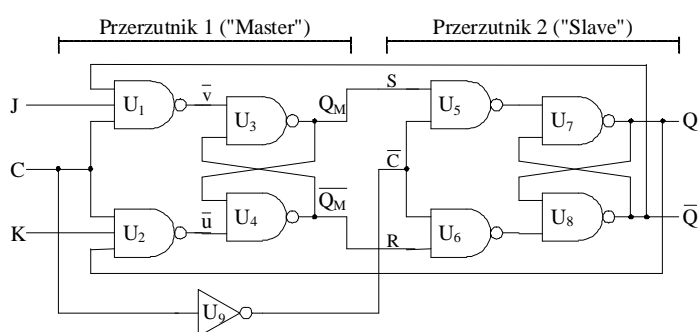 Przerzutnik 1 ("Master") Przerzutnik 2 ("Slave")
J U1 v̅ U3 QM S U5 U7 Q
C C̅
K U2 u̅ U4 Q̅M̅ R U6 U8 Q̅
U9